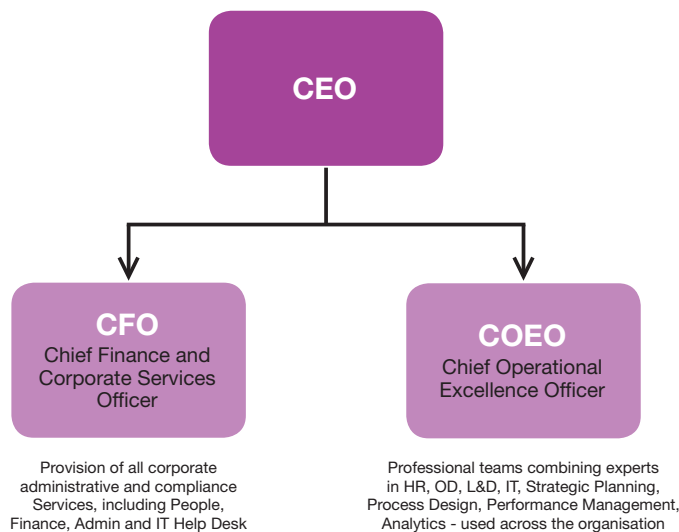 CEO
CFO
Chief Finance and
Corporate Services
Officer
COEO
Chief Operational
Excellence Officer
Provision of all corporate
administrative and compliance
Services, including People,
Finance, Admin and IT Help Desk
Professional teams combining experts
in HR, OD, L&D, IT, Strategic Planning,
Process Design, Performance Management,
Analytics - used across the organisation